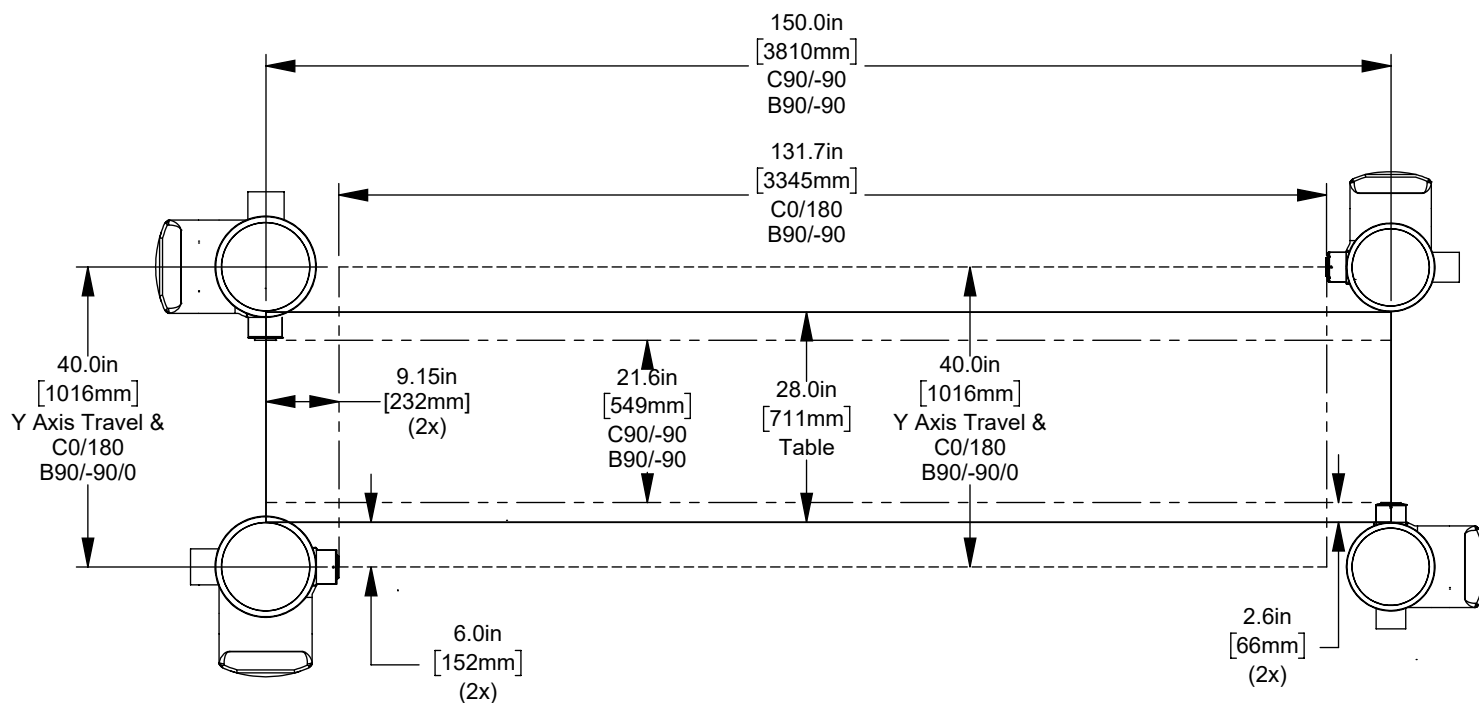 150.0in
[3810mm]
C90/-90
B90/-90
131.7in
[3345mm]
C0/180
B90/-90
40.0in
[1016mm]
Y Axis Travel &
C0/180
B90/-90/0
9.15in
[232mm]
(2x)
21.6in
[549mm]
C90/-90
B90/-90
28.0in
[711mm]
Table
40.0in
[1016mm]
Y Axis Travel &
C0/180
B90/-90/0
6.0in
[152mm]
(2x)
2.6in
[66mm]
(2x)